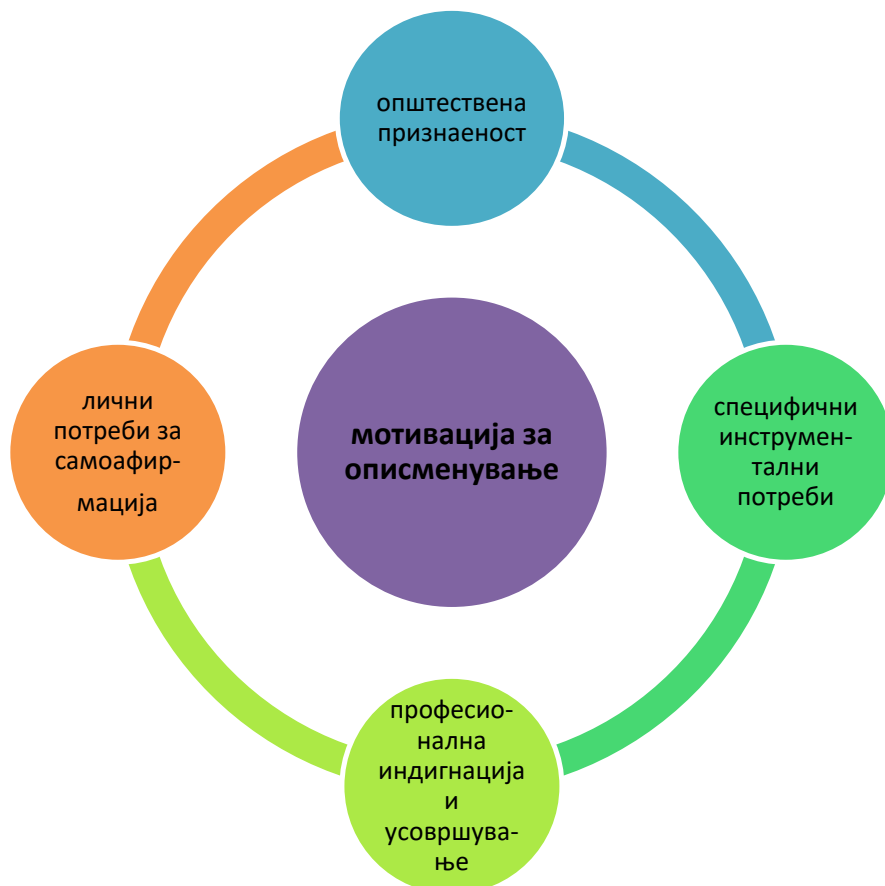 општествена
признаеност
лични
потреби за
самоафир-
мација
мотивација за
описменување
специфични
инструмен-
тални
потреби
професио-
нална
индигнација
и
усовршува-
ње